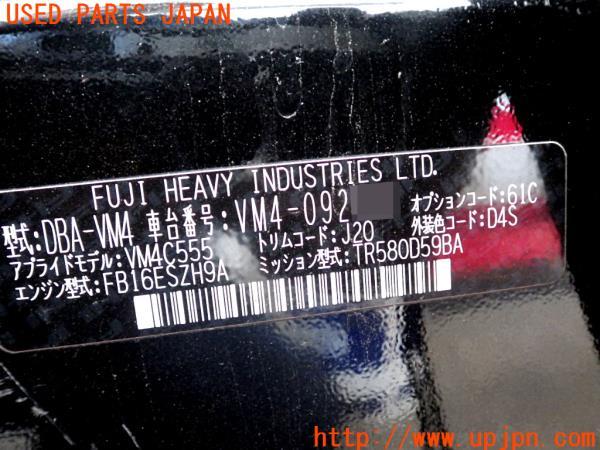 USED PARTS JAPAN
FUJI HEAVY INDUSTRIES LTD.
型式:DBA-VM4 車台番号:VM4-092 オプションコード:61C
アプライドモデル:VM4C555 トリムコード:J20 外装色コード:D4S
エンジン型式:FB16ESZH9A ミッション型式:TR580D59BA
http://www.upjpn.com